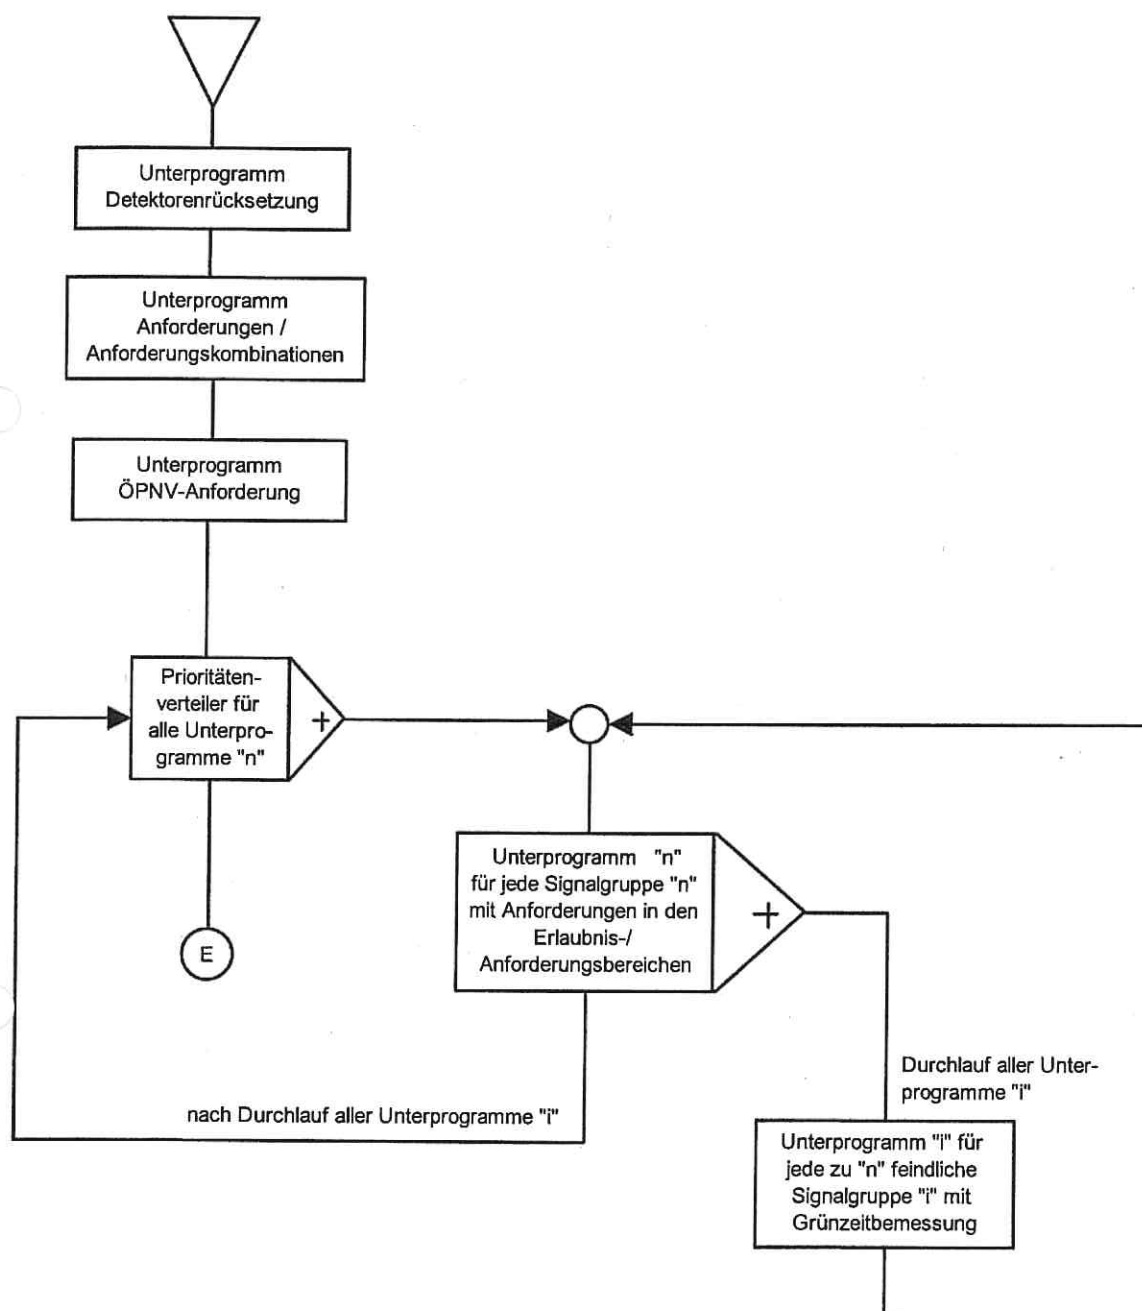 Unterprogramm
Detektorenrücksetzung
Unterprogramm
Anforderungen /
Anforderungskombinationen
Unterprogramm
ÖPNV-Anforderung
Prioritäten-
verteiler für
alle Unterpro-
gramme "n"
+
Unterprogramm "n"
für jede Signalgruppe "n"
mit Anforderungen in den
Erlaubnis-/
Anforderungsbereichen
+
E
Durchlauf aller Unter-
programme "i"
nach Durchlauf aller Unterprogramme "i"
Unterprogramm "i" für
jede zu "n" feindliche
Signalgruppe "i" mit
Grünzeitbemessung